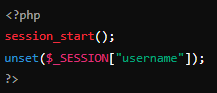 <?php
session_start();
unset($_SESSION["username"]);
?>